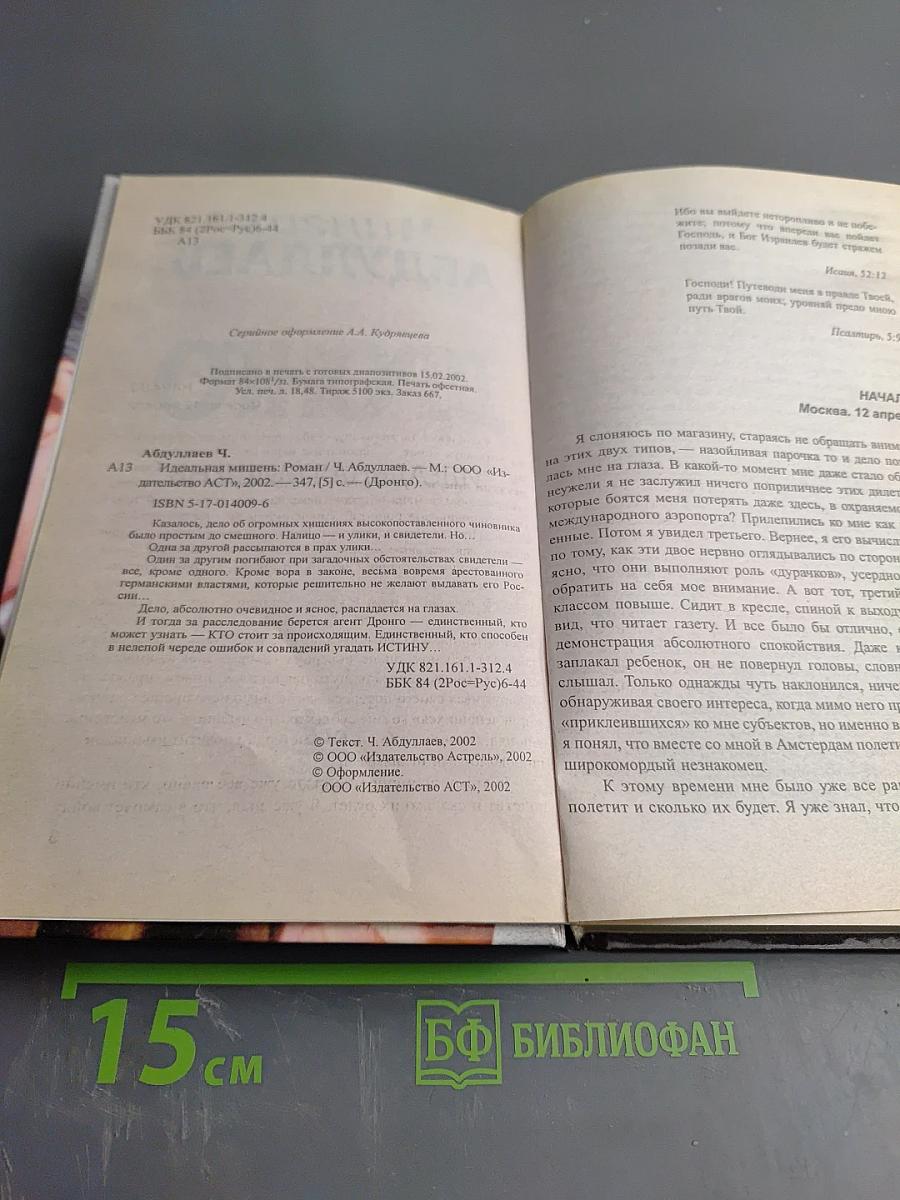 УДК 821.161.1-312.4
ББК 84 (2Рос=Рус)6-44
А13
Серийное оформление А.А. Кудрявцева
Подписано в печать с готовых диапозитивов 15.02.2002.
Формат 84×108¹/₃₂. Бумага типографская. Печать офсетная.
Усл. печ. л. 18,48. Тираж 5100 экз. Заказ 667.
Абдуллаев Ч.
А13 Идеальная мишень: Роман / Ч. Абдуллаев. — М.: ООО «Из-
дательство АСТ», 2002. — 347, [5] с. — (Дронго).
ISBN 5-17-014009-6
Казалось, дело об огромных хищениях высокопоставленного чиновника
было простым до смешного. Налицо — и улики, и свидетели. Но...
Одна за другой рассыпаются в прах улики...
Один за другим погибают при загадочных обстоятельствах свидетели —
все, кроме одного. Кроме вора в законе, весьма вовремя арестованного
германскими властями, которые решительно не желают выдавать его Рос-
сии...
Дело, абсолютно очевидное и ясное, распадается на глазах.
И тогда за расследование берется агент Дронго — единственный, кто
может узнать — КТО стоит за происходящим. Единственный, кто способен
в нелепой череде ошибок и совпадений угадать ИСТИНУ...
УДК 821.161.1-312.4
ББК 84 (2Рос=Рус)6-44
© Текст. Ч. Абдуллаев, 2002
© ООО «Издательство Астрель», 2002
© Оформление.
ООО «Издательство АСТ», 2002
Ибо вы выйдете неторопливо и не побе-
жите; потому что впереди вас пойдет
Господь, и Бог Израилев будет стражем
позади вас.
Исаия, 52:12
Господи! Путеводи меня в правде Твоей,
ради врагов моих; уровняй предо мною
путь Твой.
Псалтирь, 5:9
НАЧАЛ
Москва. 12 апре
Я слоняюсь по магазину, стараясь не обращать вним
на этих двух типов, — назойливая парочка то и дело по
лась мне на глаза. В какой-то момент мне даже стало об
неужели я не заслужил ничего поприличнее этих дилет
которые боятся меня потерять даже здесь, в охраняемо
международного аэропорта? Прилепились ко мне как
енные. Потом я увидел третьего. Вернее, я его вычисл
по тому, как эти двое нервно оглядывались по сторон
ясно, что они выполняют роль «дурачков», усердно
обратить на себя мое внимание. А вот тот, третий
классом повыше. Сидит в кресле, спиной к выходу
вид, что читает газету. И все было бы отлично,
демонстрация абсолютного спокойствия. Даже к
заплакал ребенок, он не повернул головы, словн
слышал. Только однажды чуть наклонился, ниче
обнаруживая своего интереса, когда мимо него пр
«приклеившихся» ко мне субъектов, но именно в
я понял, что вместе со мной в Амстердам полети
широкомордый незнакомец.
К этому времени мне было уже все ра
полетит и сколько их будет. Я уже знал, что
15 см
БФ БИБЛИОФАН